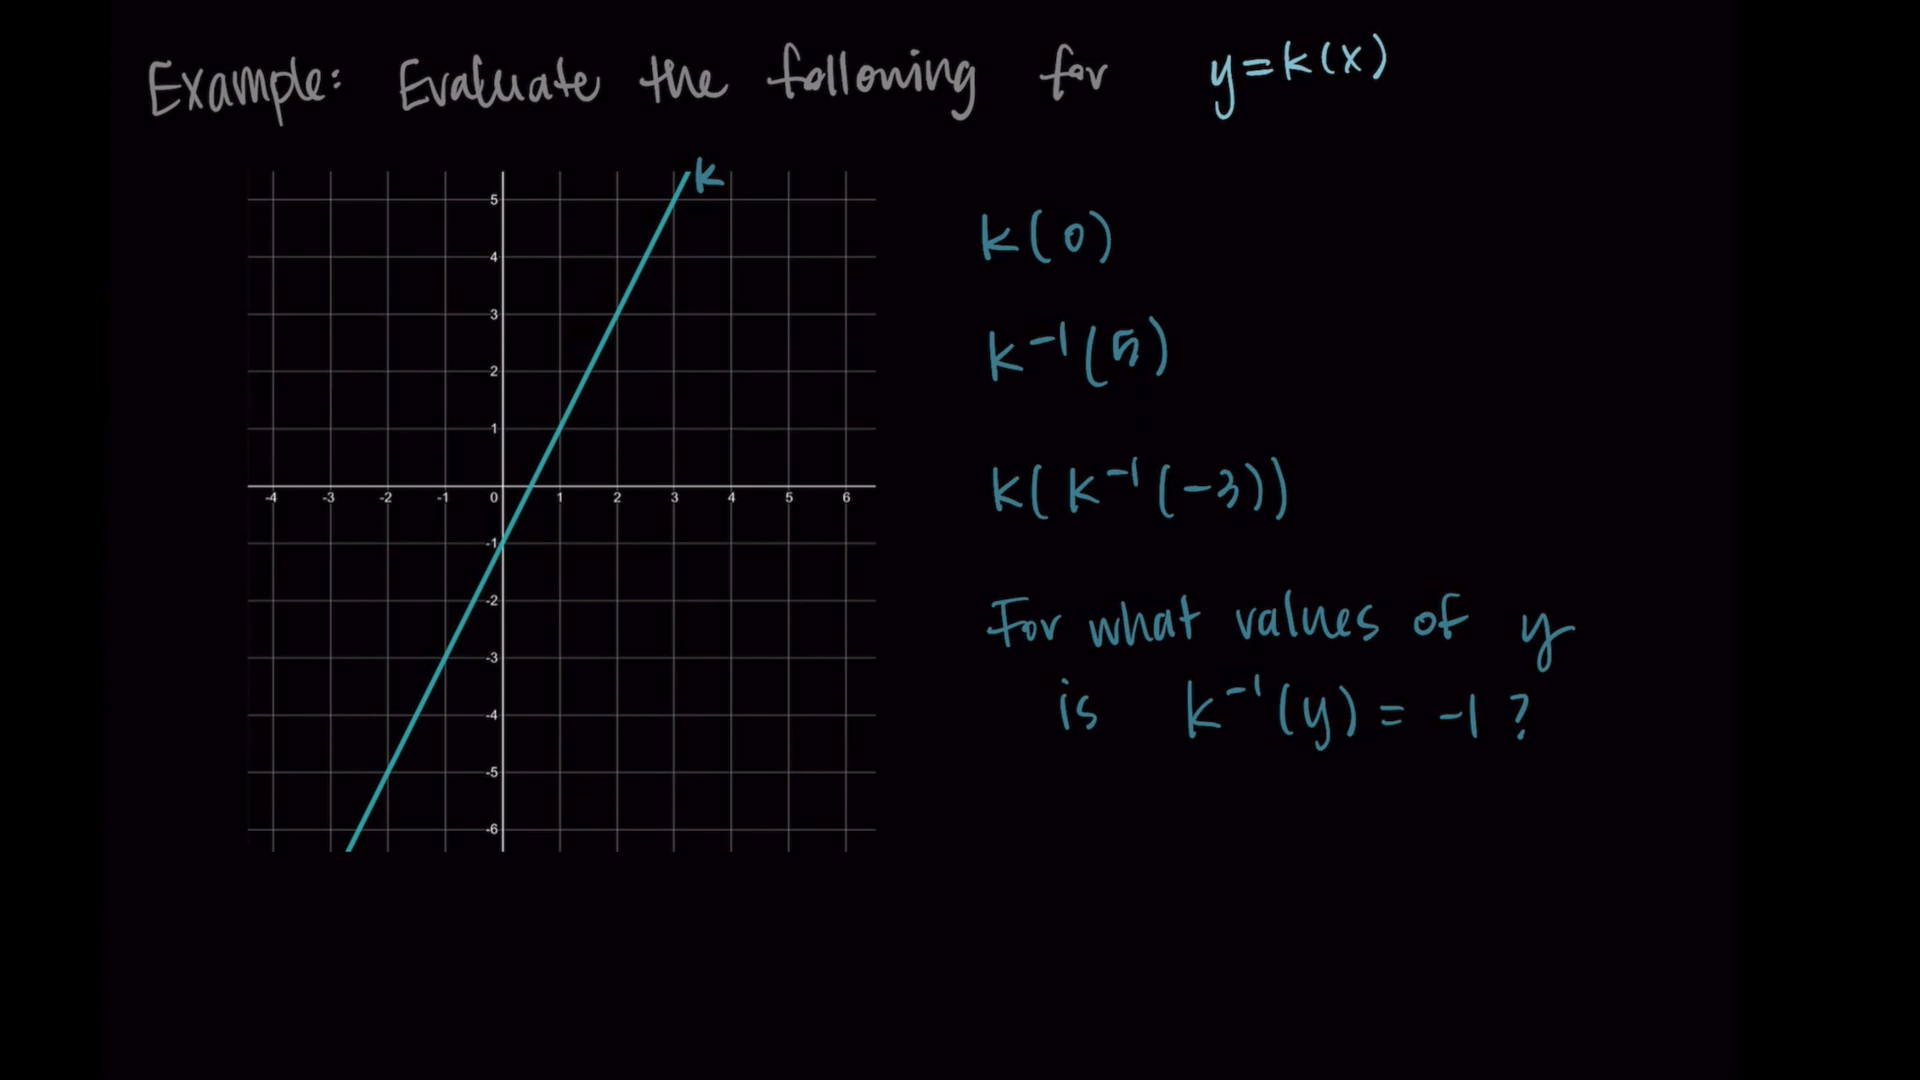 Example: Evaluate the following for y=k(x)
k
5
4
3
2
1
-4 -3 -2 -1 0 1 2 3 4 5 6
-1
-2
-3
-4
-5
-6
k(0)
k⁻¹(5)
k(k⁻¹(-3))
For what values of y
is k⁻¹(y) = -1 ?